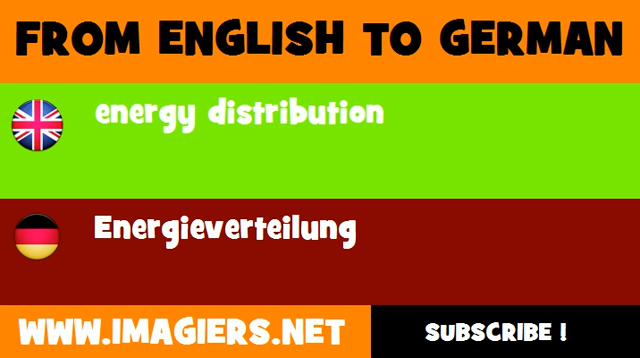 FROM ENGLISH TO GERMAN
energy distribution
Energieverteilung
WWW.IMAGIERS.NET
SUBSCRIBE !